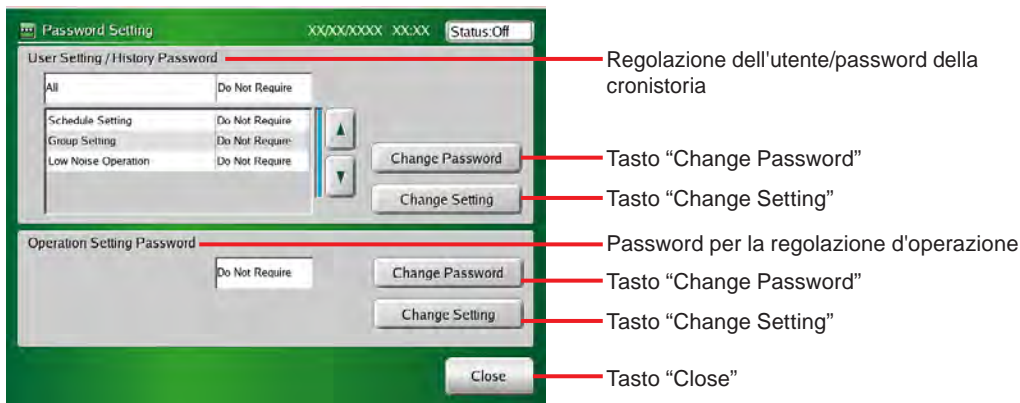 Password Setting XX/XX/XXXX XX:XX Status:Off
User Setting / History Password
All Do Not Require
Schedule Setting Do Not Require
Group Setting Do Not Require
Low Noise Operation Do Not Require
Change Password
Change Setting
Operation Setting Password
Do Not Require
Change Password
Change Setting
Close
Regolazione dell'utente/password della
cronistoria
Tasto “Change Password”
Tasto “Change Setting”
Password per la regolazione d'operazione
Tasto “Change Password”
Tasto “Change Setting”
Tasto “Close”